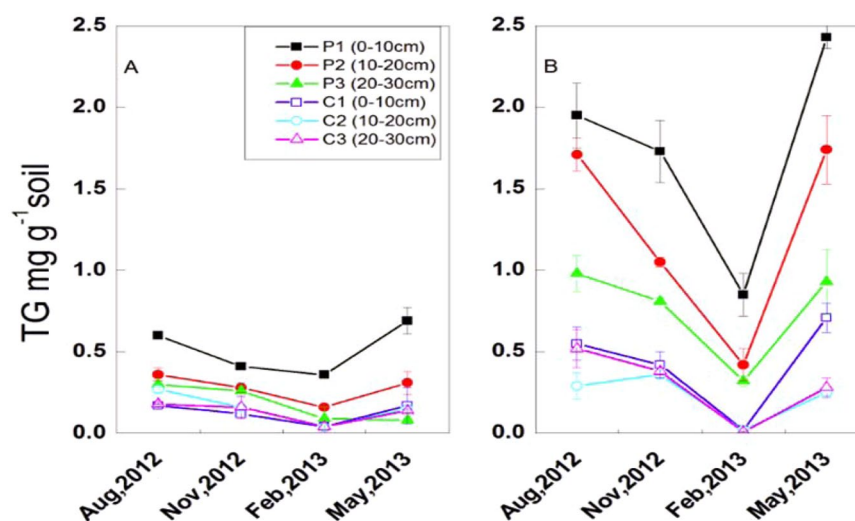 TG mg g⁻¹ soil
2.5
2.0
1.5
1.0
0.5
0.0
A
P1 (0-10cm)
P2 (10-20cm)
P3 (20-30cm)
C1 (0-10cm)
C2 (10-20cm)
C3 (20-30cm)
Aug,2012
Nov,2012
Feb,2013
May,2013
2.5
2.0
1.5
1.0
0.5
0.0
B
Aug,2012
Nov,2012
Feb,2013
May,2013